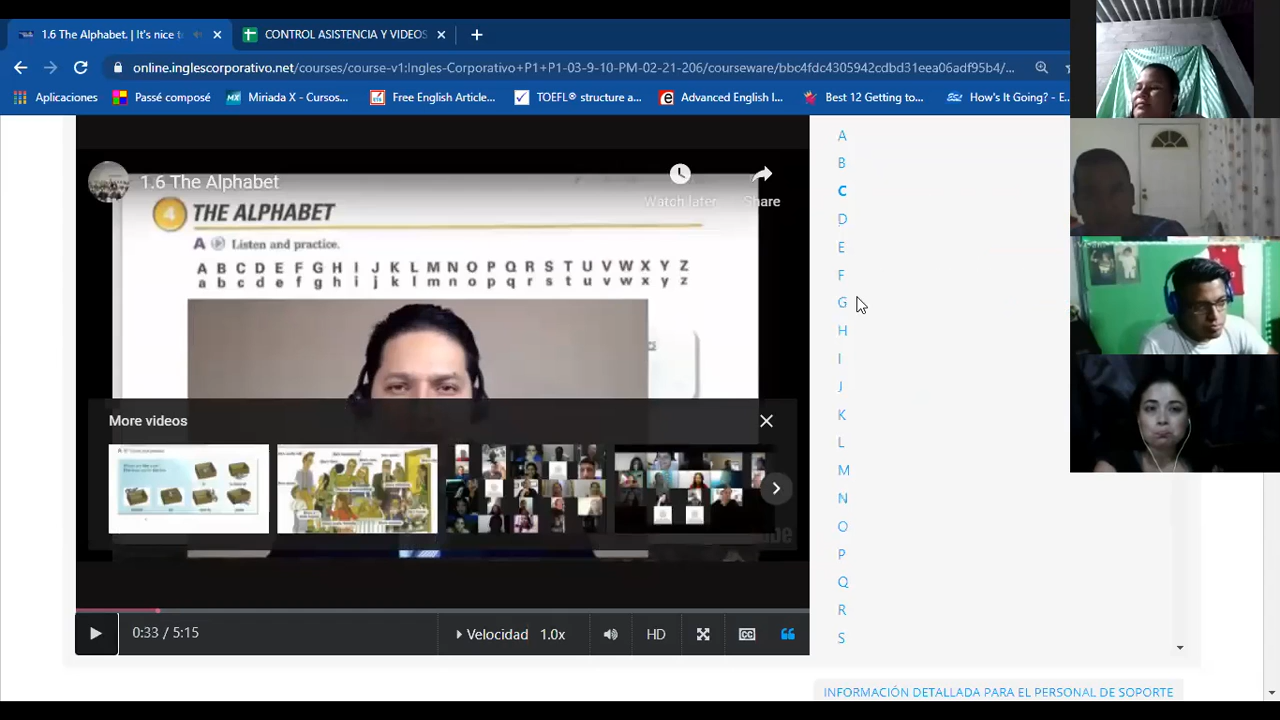 1.6 The Alphabet. | It's nice t
CONTROL ASISTENCIA Y VIDEOS
online.inglescorporativo.net/courses/course-v1:Ingles-Corporativo+P1+P1-03-9-10-PM-02-21-206/courseware/bbc4fdc4305942cdbd31eea06adf95b4/...
Aplicaciones
Passé composé
Miriada X - Cursos...
Free English Article...
TOEFL® structure a...
Advanced English l...
Best 12 Getting to...
How's It Going? - E...
1.6 The Alphabet
Watch later
Share
4 THE ALPHABET
A Listen and practice.
A B C D E F G H I J K L M N O P Q R S T U V W X Y Z
a b c d e f g h i j k l m n o p q r s t u v w x y z
More videos
0:33 / 5:15
Velocidad 1.0x
HD
CC
A
B
C
D
E
F
G
H
I
J
K
L
M
N
O
P
Q
R
S
INFORMACIÓN DETALLADA PARA EL PERSONAL DE SOPORTE